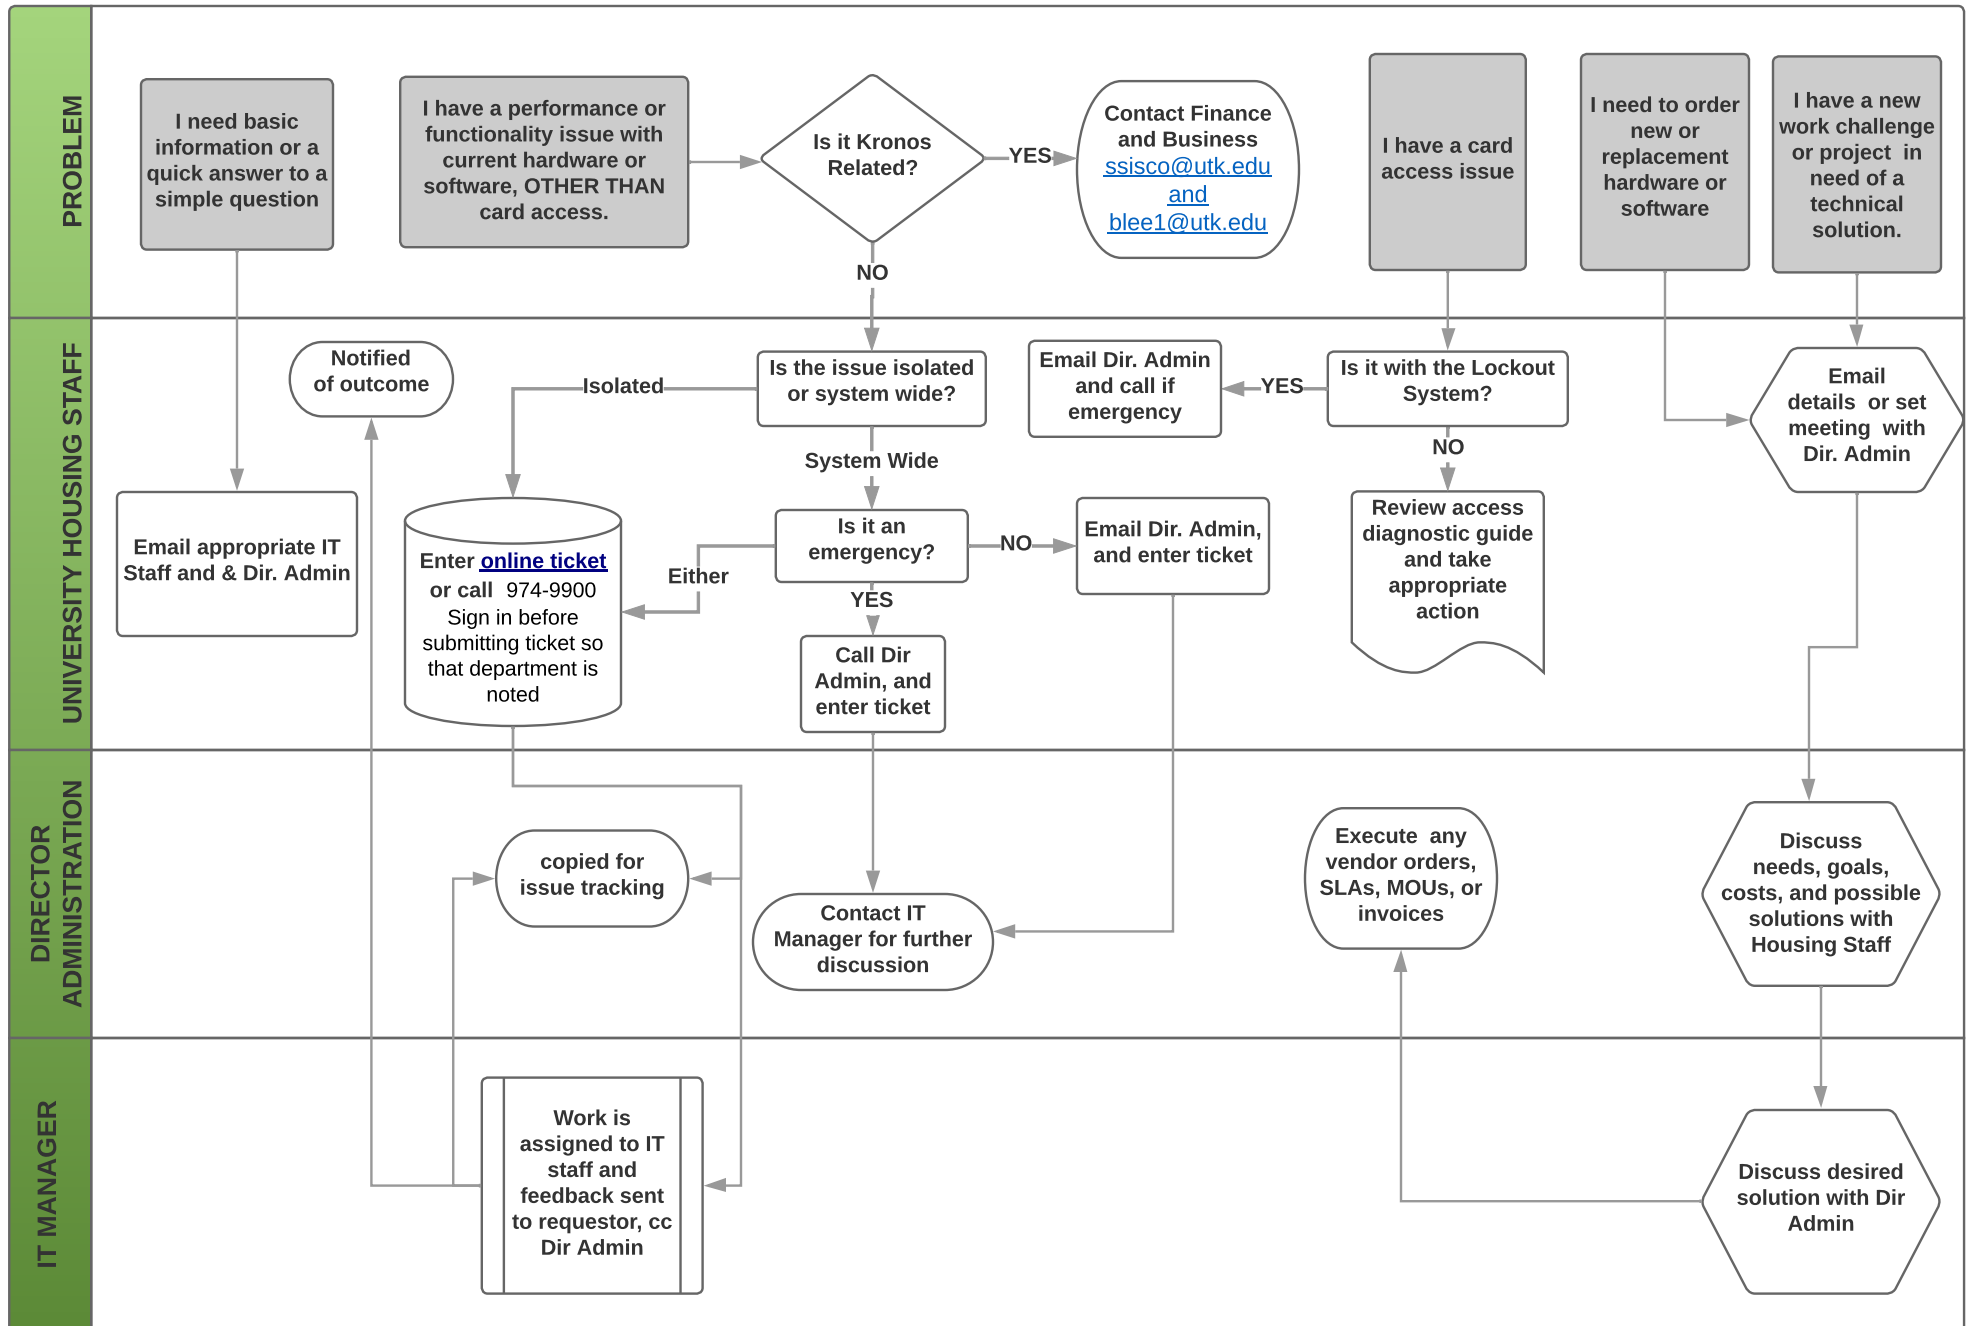 PROBLEM
I need basic
information or a
quick answer to a
simple question
I have a performance or
functionality issue with
current hardware or
software, OTHER THAN
card access.
Is it Kronos
Related?
YES
NO
Contact Finance
and Business
ssisco@utk.edu
and
blee1@utk.edu
I have a card
access issue
I need to order
new or
replacement
hardware or
software
I have a new
work challenge
or project in
need of a
technical
solution.
UNIVERSITY HOUSING STAFF
Notified
of outcome
Isolated
Is the issue isolated
or system wide?
Email Dir. Admin
and call if
emergency
YES
Is it with the Lockout
System?
Email
details or set
meeting with
Dir. Admin
System Wide
NO
Email appropriate IT
Staff and & Dir. Admin
Enter online ticket
or call 974-9900
Sign in before
submitting ticket so
that department is
noted
Either
Is it an
emergency?
NO
Email Dir. Admin,
and enter ticket
YES
Call Dir
Admin, and
enter ticket
Review access
diagnostic guide
and take
appropriate
action
DIRECTOR
ADMINISTRATION
copied for
issue tracking
Contact IT
Manager for further
discussion
Execute any
vendor orders,
SLAs, MOUs, or
invoices
Discuss
needs, goals,
costs, and possible
solutions with
Housing Staff
IT MANAGER
Work is
assigned to IT
staff and
feedback sent
to requestor, cc
Dir Admin
Discuss desired
solution with Dir
Admin